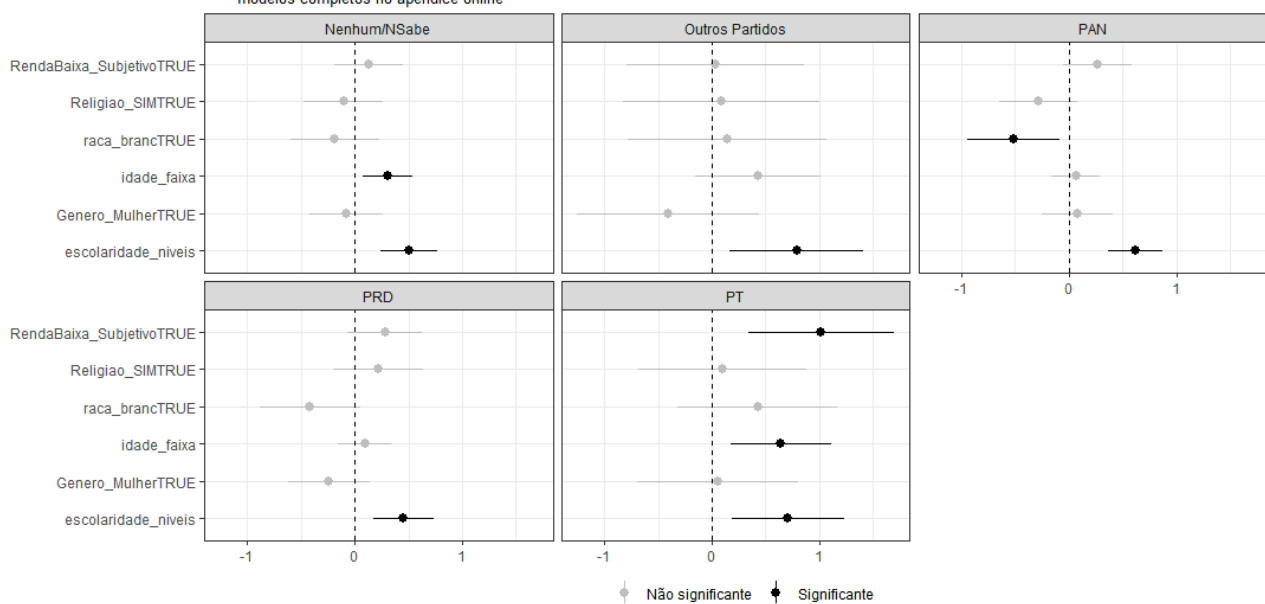 modelos completos no apêndice online
Nenhum/NSabe
Outros Partidos
PAN
RendaBaixa_SubjetivoTRUE
Religiao_SIMTRUE
raca_brancTRUE
idade_faixa
Genero_MulherTRUE
escolaridade_niveis
-1 0 1
PRD
PT
RendaBaixa_SubjetivoTRUE
Religiao_SIMTRUE
raca_brancTRUE
idade_faixa
Genero_MulherTRUE
escolaridade_niveis
-1 0 1
-1 0 1
Não significante
Significante